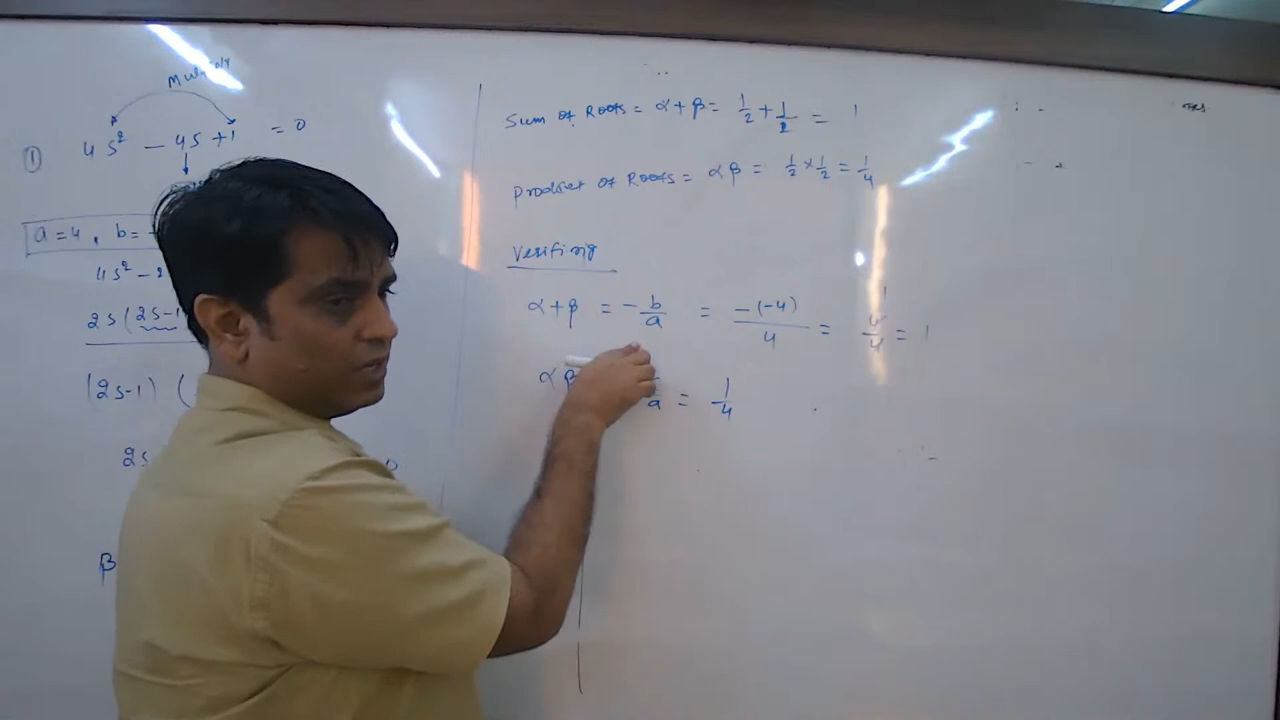 Multiply
① 4s² - 4s + 1 = 0
a = 4, b = -
4s² - 2
2s(2s-1
(2s-1) (
2s
β
Sum of Roots = α + β = 1/2 + 1/2 = 1
Product of Roots = αβ = 1/2 × 1/2 = 1/4
Verifing
α + β = - b/a = -(-4)/4 = 4/4 = 1
αβ a = 1/4